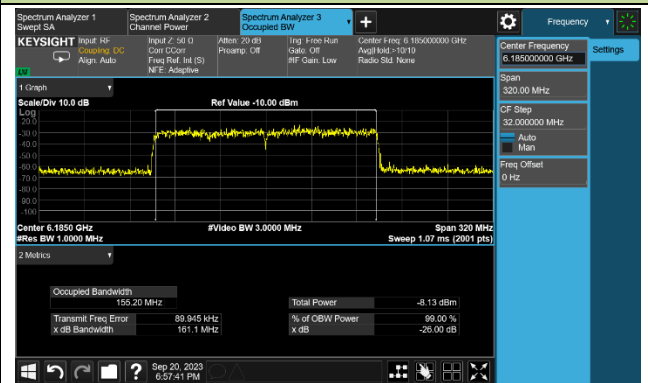 Spectrum Analyzer 1
Swept SA
Spectrum Analyzer 2
Channel Power
Spectrum Analyzer 3
Occupied BW
+
Frequency
KEYSIGHT
Input: RF
Coupling: DC
Align: Auto
Input Z: 50 Ω
Corr CCorr
Freq Ref: Int (S)
NFE: Adaptive
Atten: 20 dB
Preamp: Off
Trig: Free Run
Gate: Off
#IF Gain: Low
Center Freq: 6.185000000 GHz
Avg|Hold:>10/10
Radio Std: None
Center Frequency
6.185000000 GHz
Settings
Span
320.00 MHz
CF Step
32.000000 MHz
Auto
Man
Freq Offset
0 Hz
1 Graph
Scale/Div 10.0 dB
Ref Value -10.00 dBm
Log
-20.0
-30.0
-40.0
-50.0
-60.0
-70.0
-80.0
-90.0
-100
Center 6.1850 GHz
#Video BW 3.0000 MHz
Span 320 MHz
#Res BW 1.0000 MHz
Sweep 1.07 ms (2001 pts)
2 Metrics
Occupied Bandwidth
155.20 MHz
Total Power -8.13 dBm
Transmit Freq Error 89.945 kHz
% of OBW Power 99.00 %
x dB Bandwidth 161.1 MHz
x dB -26.00 dB
?
Sep 20, 2023
6:57:41 PM